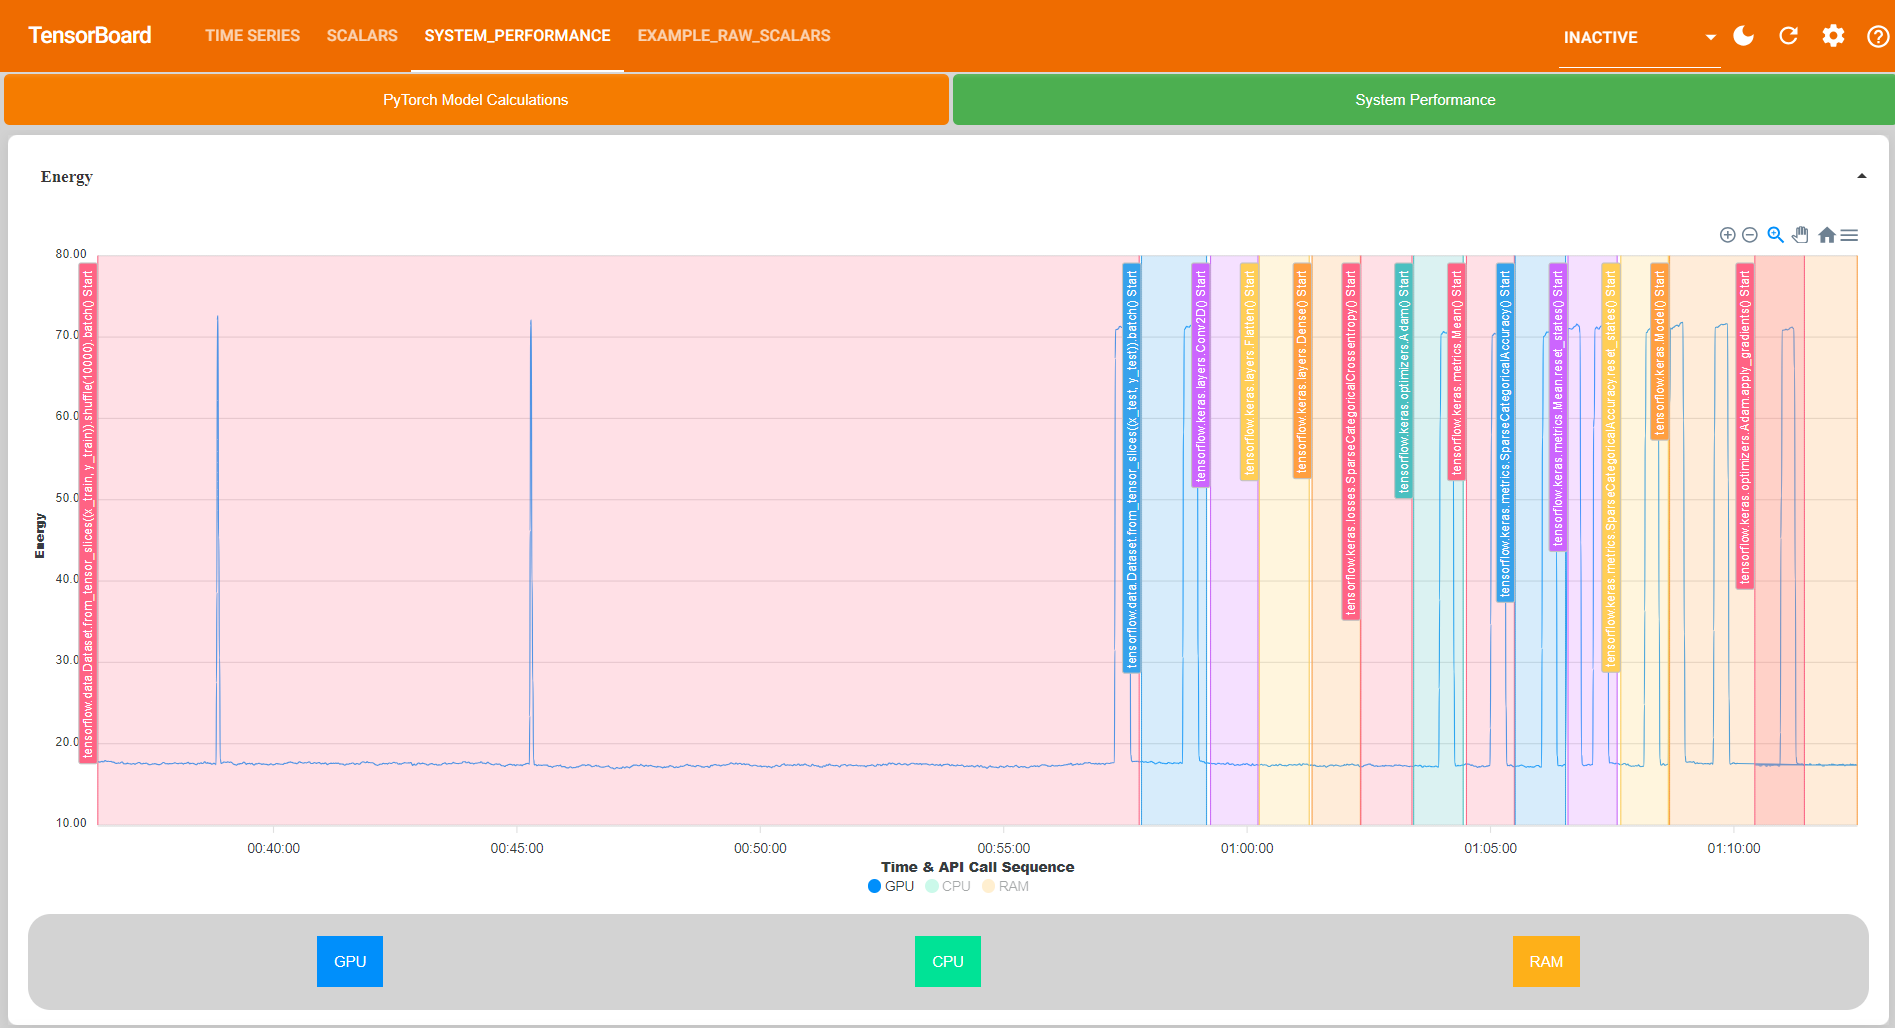 TensorBoard
TIME SERIES
SCALARS
SYSTEM_PERFORMANCE
EXAMPLE_RAW_SCALARS
INACTIVE
PyTorch Model Calculations
System Performance
Energy
80.00
70.0
60.0
50.0
40.0
30.0
20.0
10.00
Energy
tensorflow.data.Dataset.from_tensor_slices((x_train, y_train)).shuffle(10000).batch() Start
tensorflow.data.Dataset.from_tensor_slices((x_test, y_test)).batch() Start
tensorflow.keras.layers.Conv2D() Start
tensorflow.keras.layers.Flatten() Start
tensorflow.keras.layers.Dense() Start
tensorflow.keras.losses.SparseCategoricalCrossentropy() Start
tensorflow.keras.optimizers.Adam() Start
tensorflow.keras.metrics.Mean() Start
tensorflow.keras.metrics.SparseCategoricalAccuracy() Start
tensorflow.keras.metrics.Mean.reset_states() Start
tensorflow.keras.metrics.SparseCategoricalAccuracy.reset_states() Start
tensorflow.keras.Model() Start
tensorflow.keras.optimizers.Adam.apply_gradients() Start
00:40:00
00:45:00
00:50:00
00:55:00
01:00:00
01:05:00
01:10:00
Time & API Call Sequence
GPU
CPU
RAM
GPU
CPU
RAM